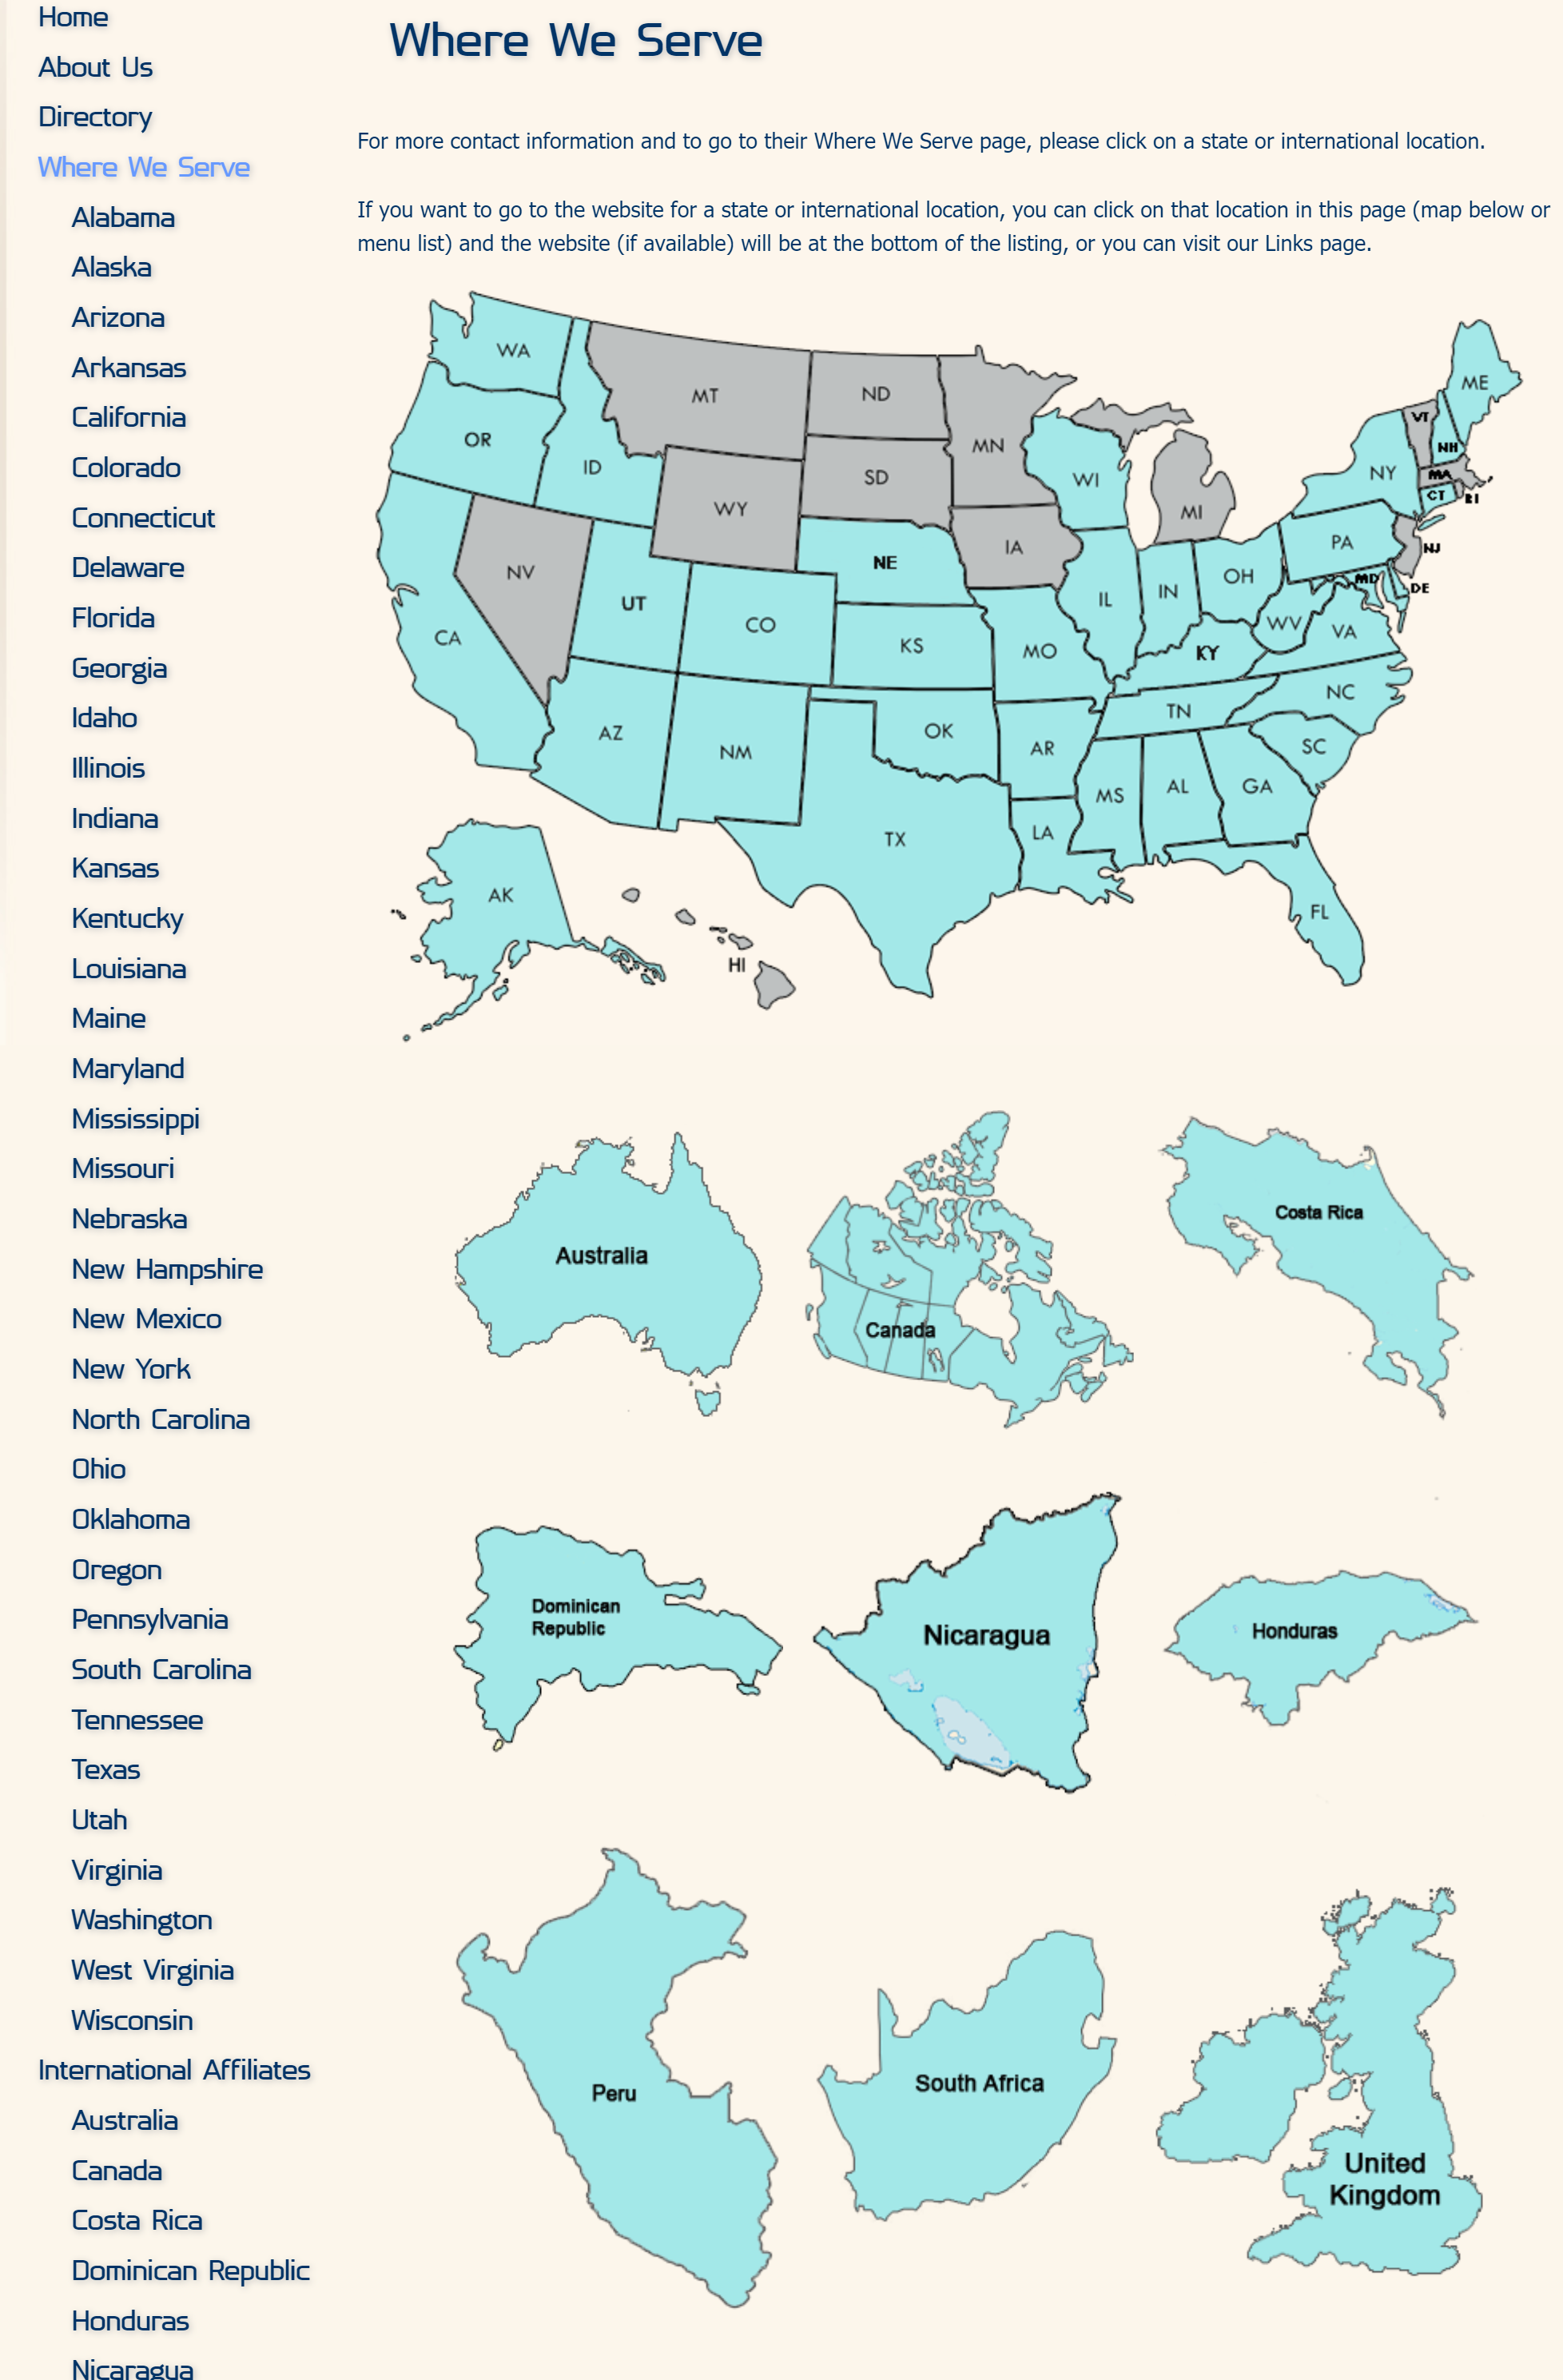 Home
About Us
Directory
Where We Serve
Alabama
Alaska
Arizona
Arkansas
California
Colorado
Connecticut
Delaware
Florida
Georgia
Idaho
Illinois
Indiana
Kansas
Kentucky
Louisiana
Maine
Maryland
Mississippi
Missouri
Nebraska
New Hampshire
New Mexico
New York
North Carolina
Ohio
Oklahoma
Oregon
Pennsylvania
South Carolina
Tennessee
Texas
Utah
Virginia
Washington
West Virginia
Wisconsin
International Affiliates
Australia
Canada
Costa Rica
Dominican Republic
Honduras
Nicaragua
Where We Serve
For more contact information and to go to their Where We Serve page, please click on a state or international location.
If you want to go to the website for a state or international location, you can click on that location in this page (map below or
menu list) and the website (if available) will be at the bottom of the listing, or you can visit our Links page.
WA
MT
ND
MN
ME
VT
NH
OR
ID
SD
WI
NY
MA
CT
RI
WY
MI
NV
NE
IA
PA
NJ
UT
CO
IL
IN
OH
MD
DE
CA
KS
MO
KY
WV
VA
AZ
NM
OK
AR
TN
NC
SC
TX
LA
MS
AL
GA
AK
HI
FL
Australia
Canada
Costa Rica
Dominican
Republic
Nicaragua
Honduras
Peru
South Africa
United
Kingdom